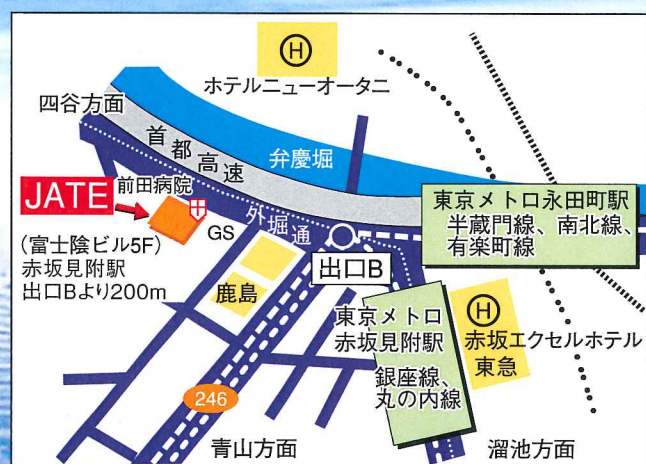 H
ホテルニューオータニ
四谷方面
首都高速
弁慶堀
JATE
前田病院
外堀通
GS
(富士陰ビル5F)
赤坂見附駅
出口Bより200m
鹿島
出口B
東京メトロ永田町駅
半蔵門線、南北線、
有楽町線
東京メトロ
赤坂見附駅
銀座線、
丸の内線
H
赤坂エクセルホテル
東急
246
青山方面
溜池方面